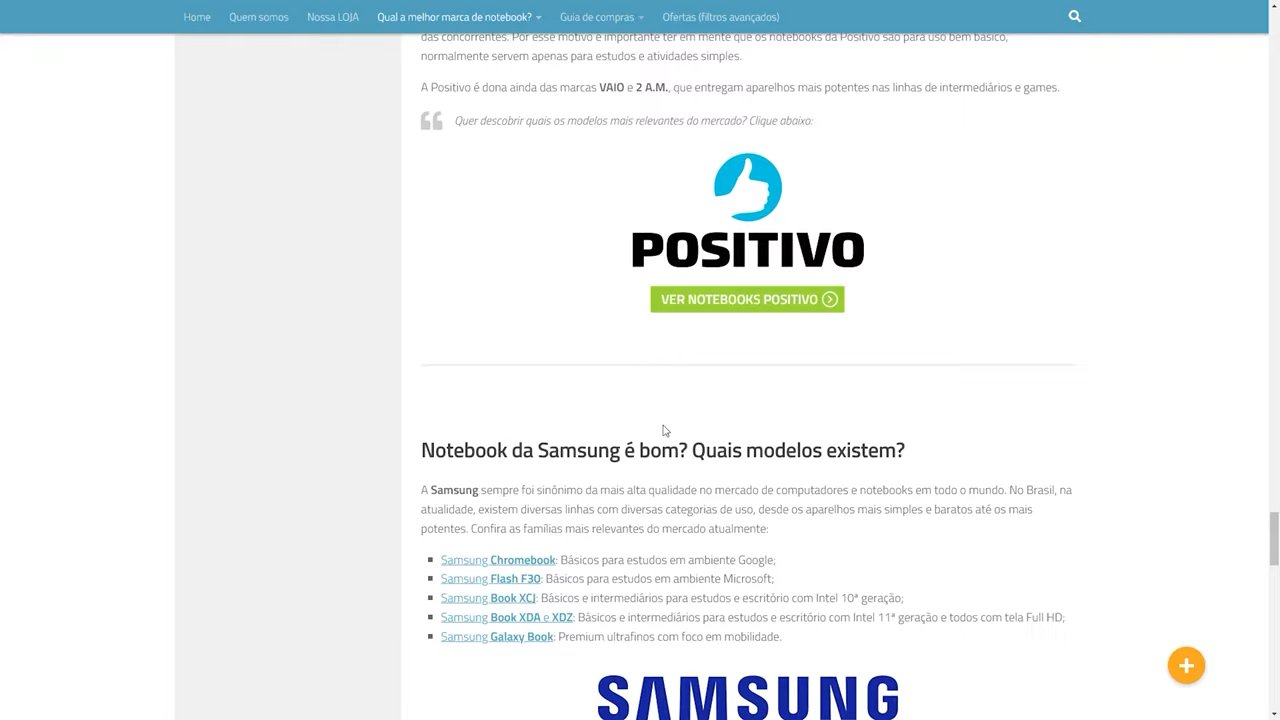 Home Quem somos Nossa LOJA Qual a melhor marca de notebook? Guia de compras Ofertas (filtros avançados)
das concorrentes. Por esse motivo é importante ter em mente que os notebooks da Positivo são para uso bem básico,
normalmente servem apenas para estudos e atividades simples.
A Positivo é dona ainda das marcas VAIO e 2 A.M., que entregam aparelhos mais potentes nas linhas de intermediários e games.
Quer descobrir quais os modelos mais relevantes do mercado? Clique abaixo:
POSITIVO
VER NOTEBOOKS POSITIVO
Notebook da Samsung é bom? Quais modelos existem?
A Samsung sempre foi sinônimo da mais alta qualidade no mercado de computadores e notebooks em todo o mundo. No Brasil, na
atualidade, existem diversas linhas com diversas categorias de uso, desde os aparelhos mais simples e baratos até os mais
potentes. Confira as famílias mais relevantes do mercado atualmente:
Samsung Chromebook: Básicos para estudos em ambiente Google;
Samsung Flash F30: Básicos para estudos em ambiente Microsoft;
Samsung Book XCJ: Básicos e intermediários para estudos e escritório com Intel 10ª geração;
Samsung Book XDA e XDZ: Básicos e intermediários para estudos e escritório com Intel 11ª geração e todos com tela Full HD;
Samsung Galaxy Book: Premium ultrafinos com foco em mobilidade.
SAMSUNG